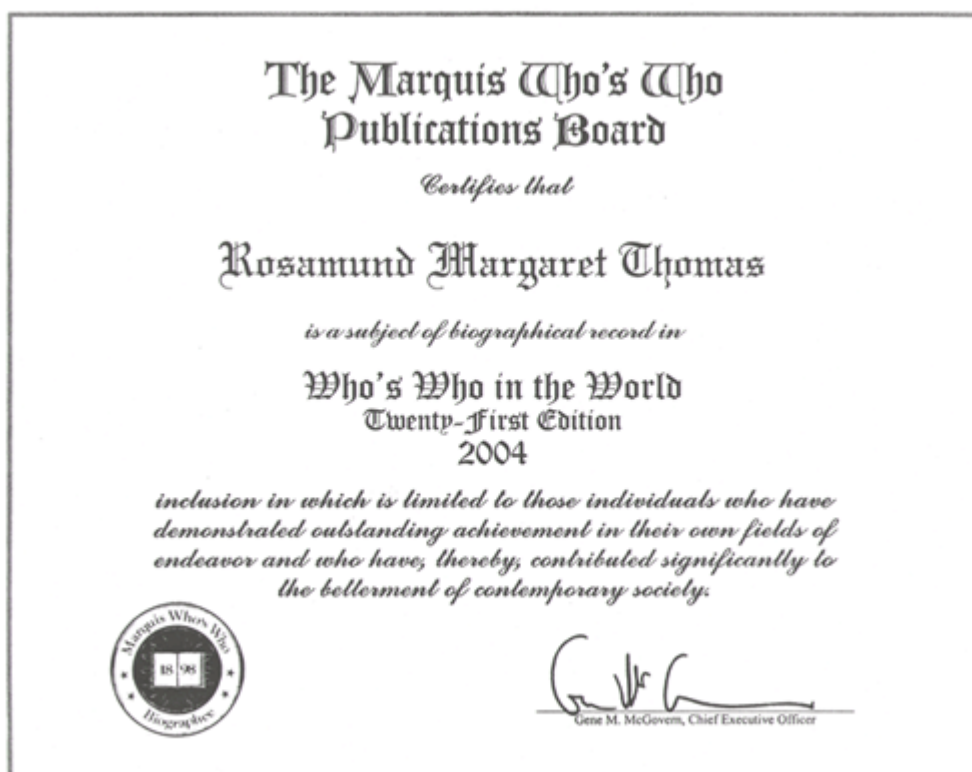 The Marquis Who's Who
Publications Board
Certifies that
Rosamund Margaret Thomas
is a subject of biographical record in
Who's Who in the World
Twenty-First Edition
2004
inclusion in which is limited to those individuals who have
demonstrated outstanding achievement in their own fields of
endeavor and who have, thereby, contributed significantly to
the betterment of contemporary society.
Marquis Who's Who
18 98
Biographee
Gene M. McGovern, Chief Executive Officer